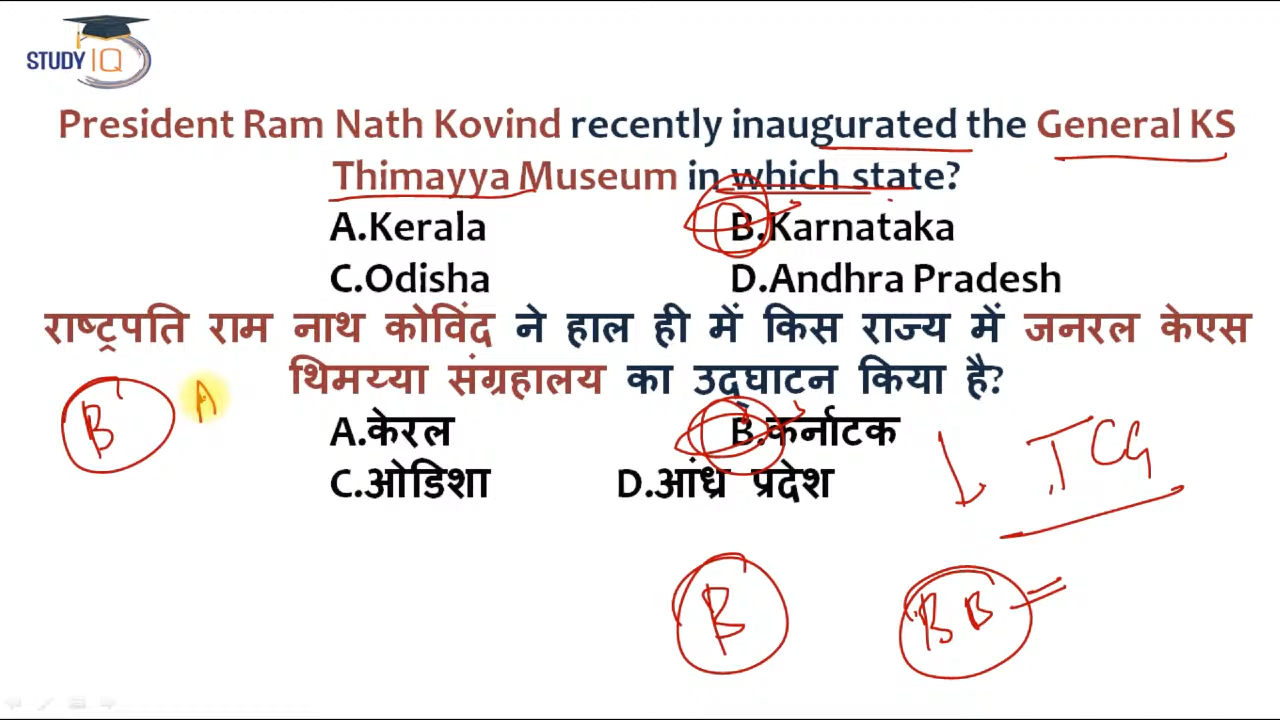 STUDY IQ
President Ram Nath Kovind recently inaugurated the General KS
Thimayya Museum in which state?
A.Kerala B.Karnataka
C.Odisha D.Andhra Pradesh
राष्ट्रपति राम नाथ कोविंद ने हाल ही में किस राज्य में जनरल केएस
थिमय्या संग्रहालय का उद्घाटन किया है?
B A
A.केरल B.कर्नाटक
TCG
C.ओडिशा D.आंध्र प्रदेश
B B B